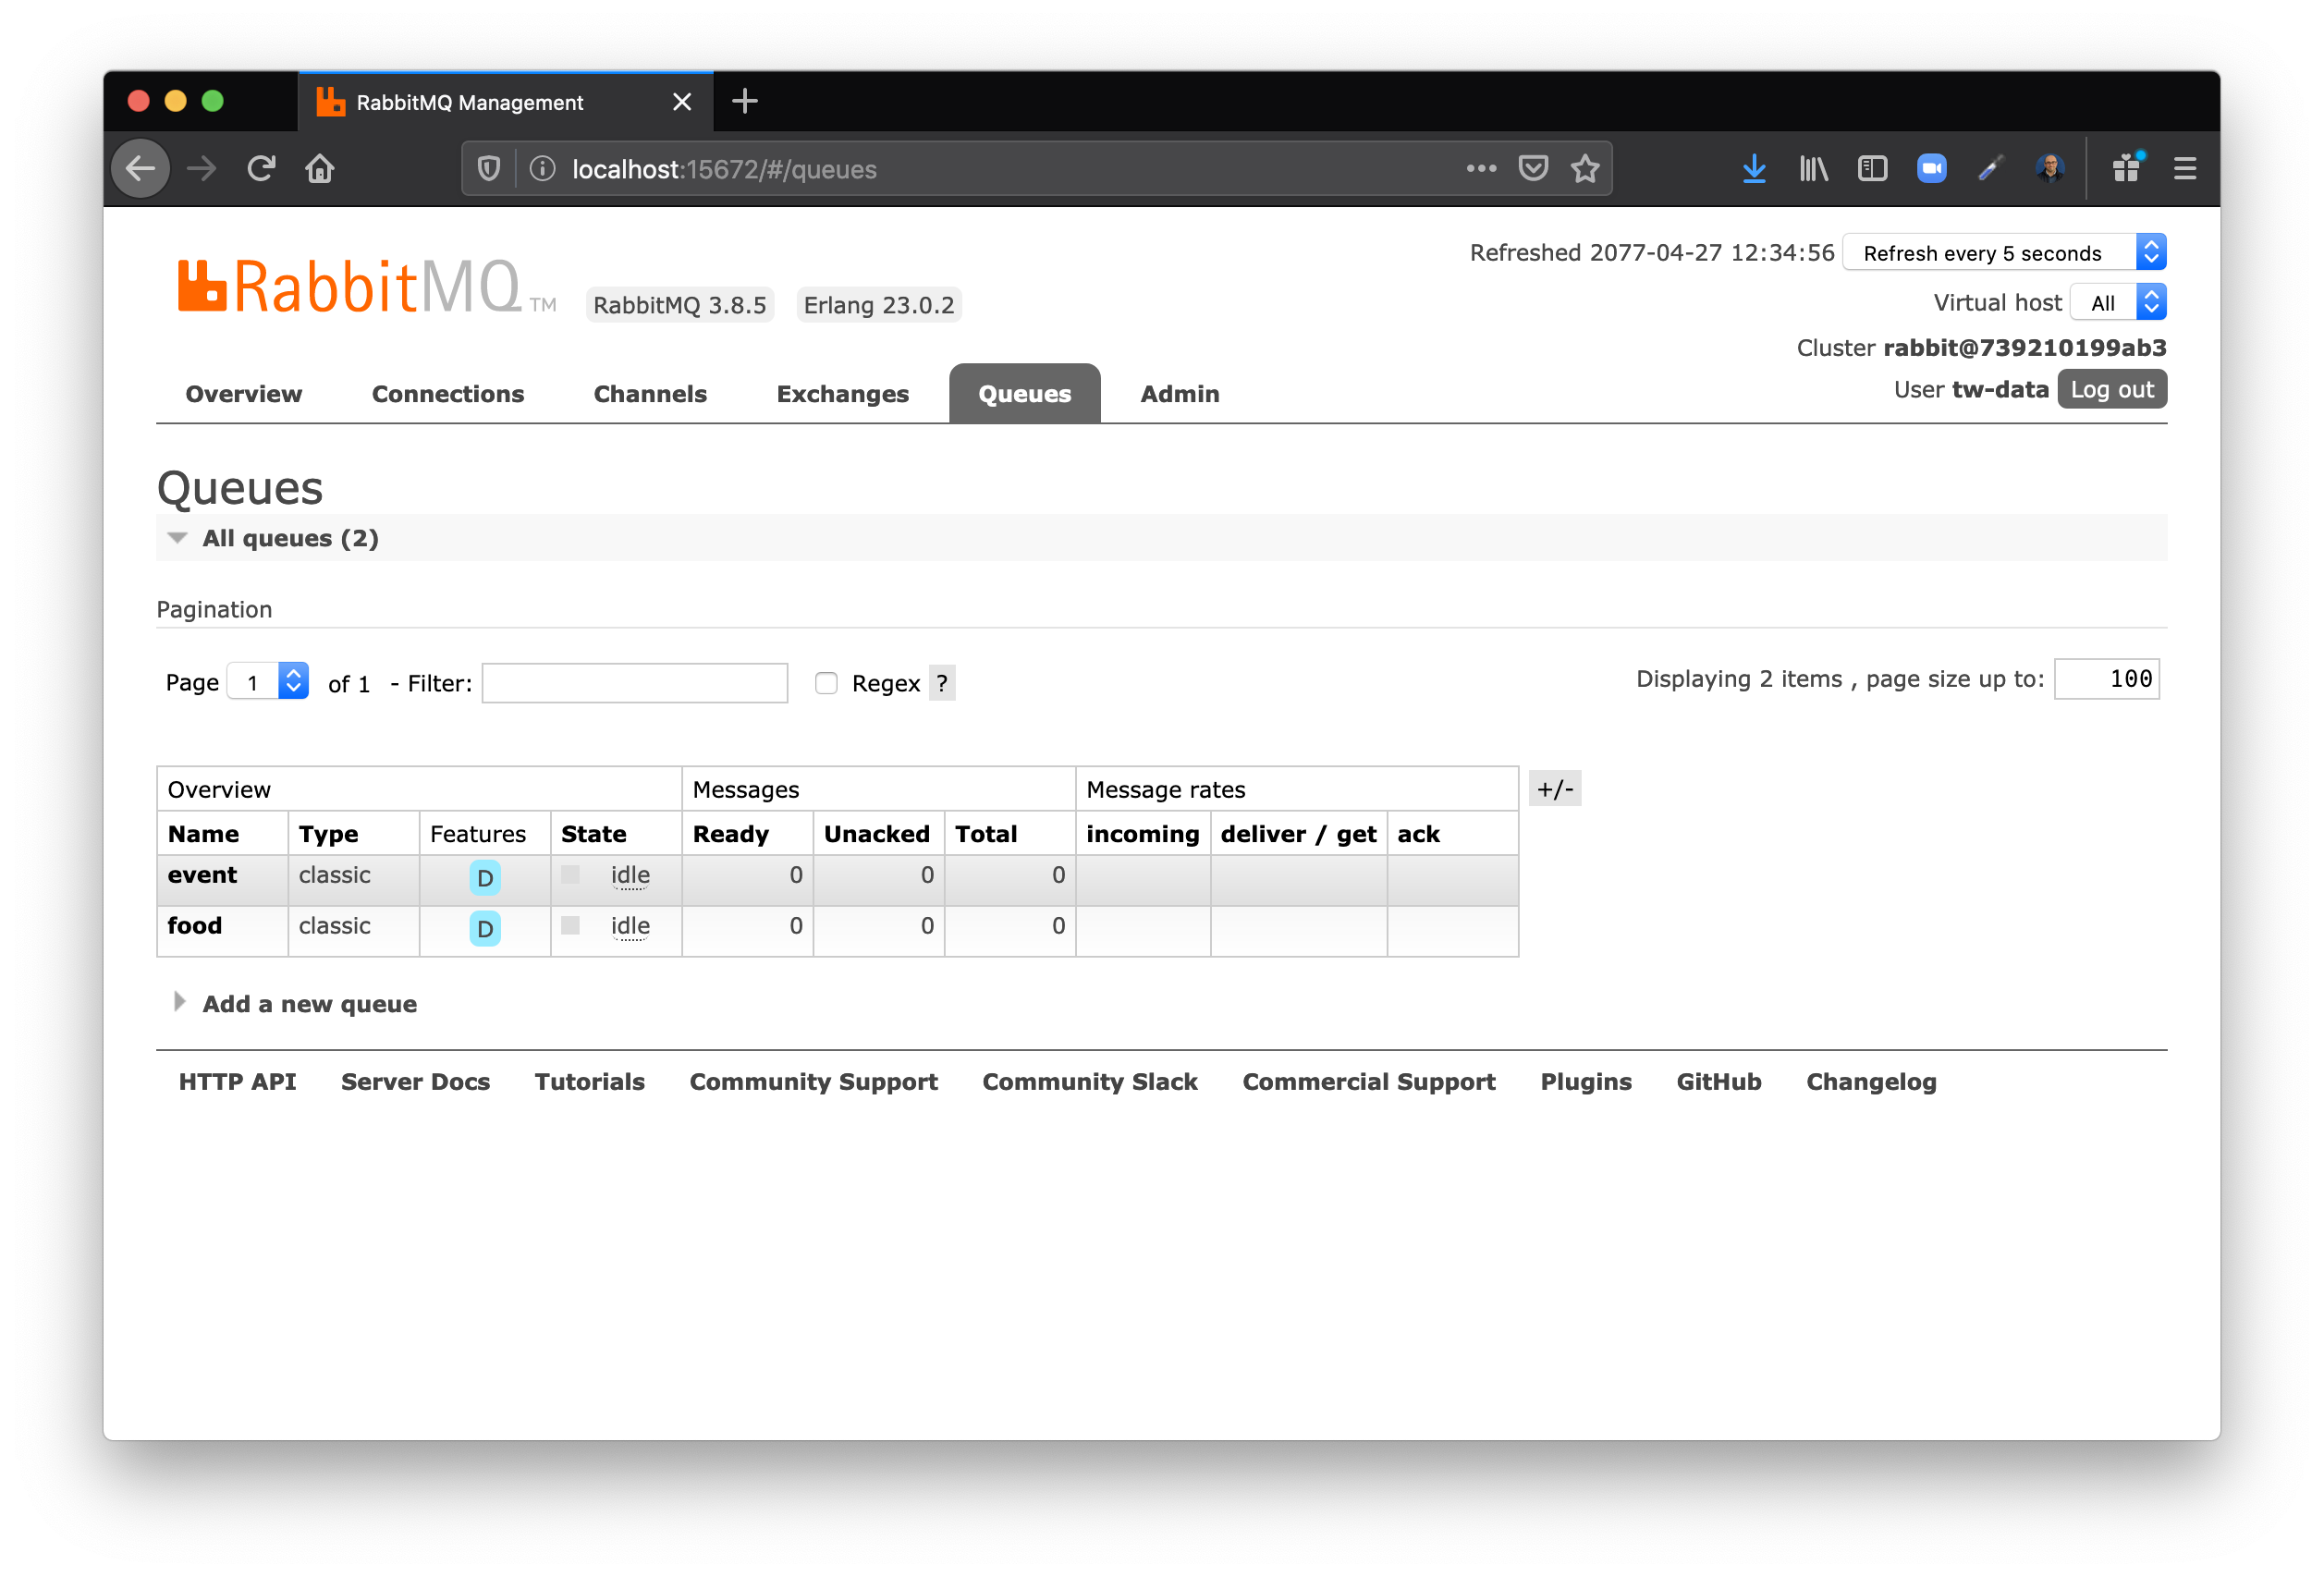 RabbitMQ Management
localhost:15672/#/queues
Refreshed 2077-04-27 12:34:56 Refresh every 5 seconds
RabbitMQ TM RabbitMQ 3.8.5 Erlang 23.0.2
Virtual host All
Cluster rabbit@739210199ab3
User tw-data Log out
Overview Connections Channels Exchanges Queues Admin
Queues
All queues (2)
Pagination
Page 1 of 1 - Filter: Regex ? Displaying 2 items , page size up to: 100
Overview Messages Message rates +/-
Name Type Features State Ready Unacked Total incoming deliver / get ack
event classic D idle 0 0 0
food classic D idle 0 0 0
Add a new queue
HTTP API Server Docs Tutorials Community Support Community Slack Commercial Support Plugins GitHub Changelog